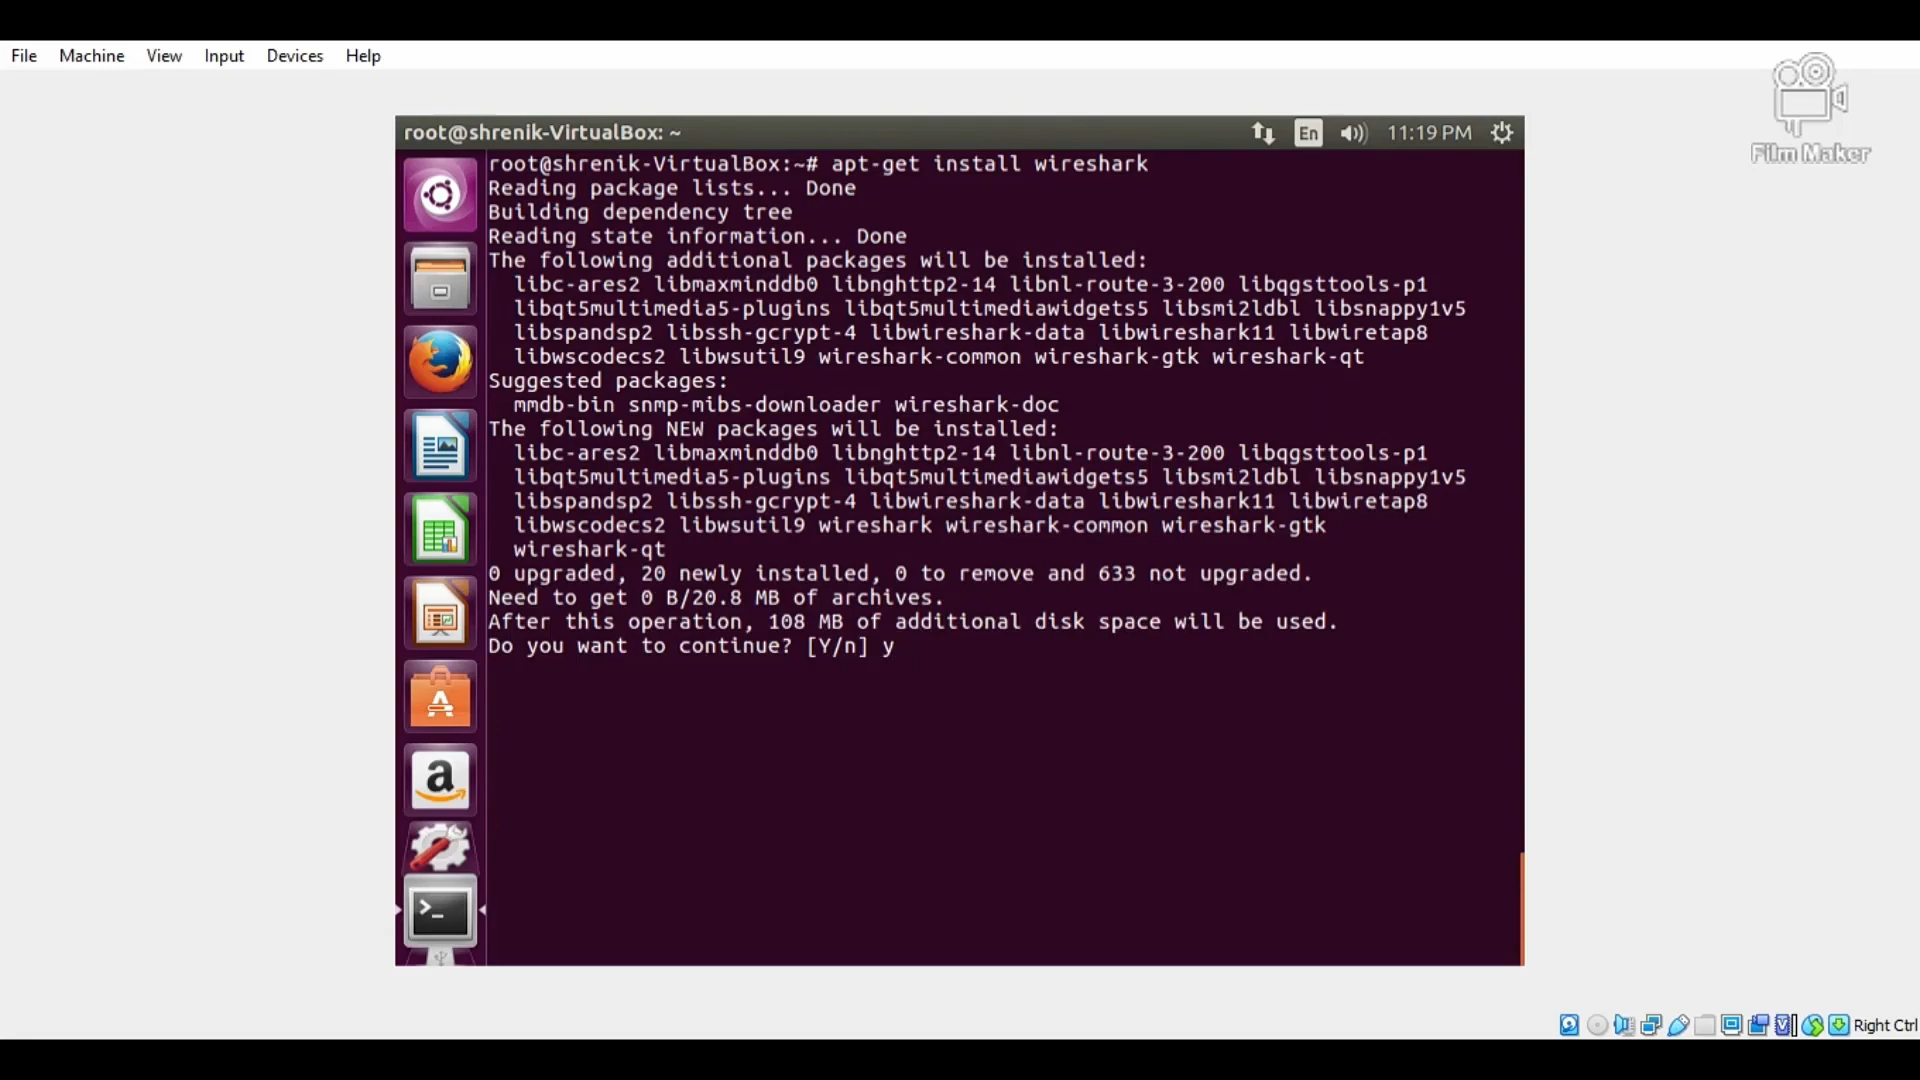 File Machine View Input Devices Help
Film Maker
root@shrenik-VirtualBox: ~ En 11:19 PM
root@shrenik-VirtualBox:~# apt-get install wireshark
Reading package lists... Done
Building dependency tree
Reading state information... Done
The following additional packages will be installed:
libc-ares2 libmaxminddb0 libnghttp2-14 libnl-route-3-200 libqgsttools-p1
libqt5multimedia5-plugins libqt5multimediawidgets5 libsmi2ldbl libsnappy1v5
libspandsp2 libssh-gcrypt-4 libwireshark-data libwireshark11 libwiretap8
libwscodecs2 libwsutil9 wireshark-common wireshark-gtk wireshark-qt
Suggested packages:
mmdb-bin snmp-mibs-downloader wireshark-doc
The following NEW packages will be installed:
libc-ares2 libmaxminddb0 libnghttp2-14 libnl-route-3-200 libqgsttools-p1
libqt5multimedia5-plugins libqt5multimediawidgets5 libsmi2ldbl libsnappy1v5
libspandsp2 libssh-gcrypt-4 libwireshark-data libwireshark11 libwiretap8
libwscodecs2 libwsutil9 wireshark wireshark-common wireshark-gtk
wireshark-qt
0 upgraded, 20 newly installed, 0 to remove and 633 not upgraded.
Need to get 0 B/20.8 MB of archives.
After this operation, 108 MB of additional disk space will be used.
Do you want to continue? [Y/n] y
Right Ctrl